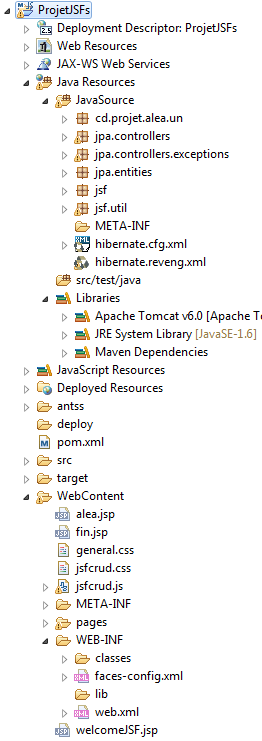 ProjetJSFs
Deployment Descriptor: ProjetJSFs
Web Resources
JAX-WS Web Services
Java Resources
JavaSource
cd.projet.alea.un
jpa.controllers
jpa.controllers.exceptions
jpa.entities
jsf
jsf.util
META-INF
hibernate.cfg.xml
hibernate.reveng.xml
src/test/java
Libraries
Apache Tomcat v6.0 [Apache T
JRE System Library [JavaSE-1.6]
Maven Dependencies
JavaScript Resources
Deployed Resources
antss
deploy
pom.xml
src
target
WebContent
alea.jsp
fin.jsp
general.css
jsfcrud.css
jsfcrud.js
META-INF
pages
WEB-INF
classes
faces-config.xml
lib
web.xml
welcomeJSF.jsp